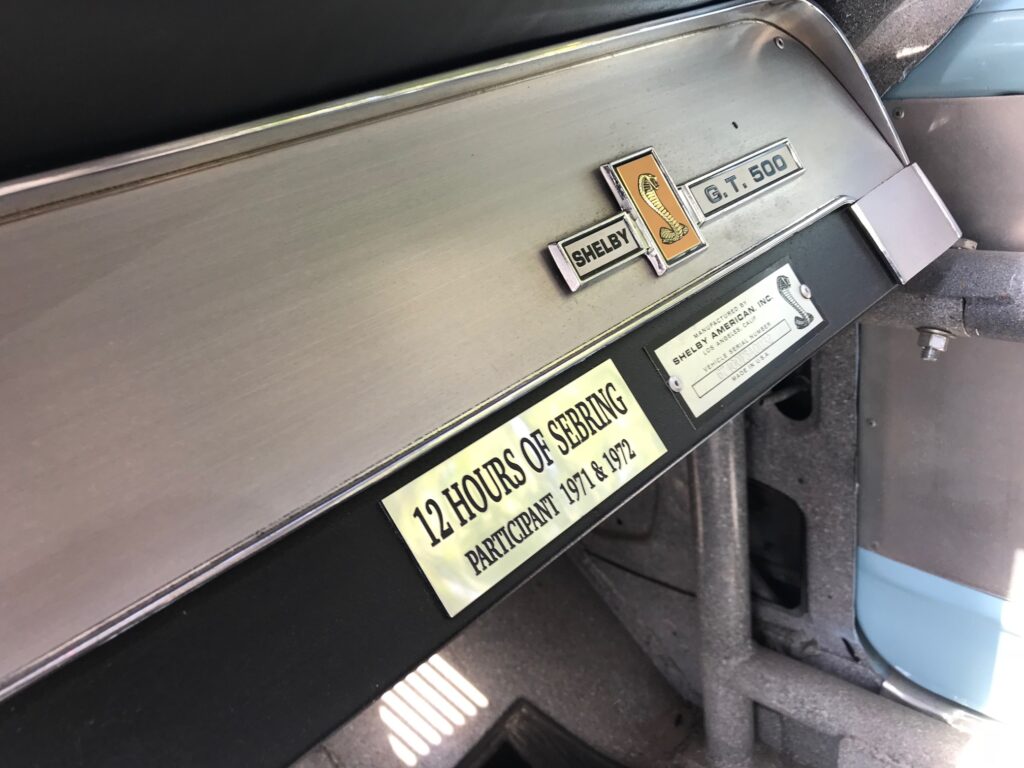 SHELBY
G.T. 500
MANUFACTURED BY
SHELBY AMERICAN, INC.
LOS ANGELES, CALIF.
VEHICLE SERIAL NUMBER
MADE IN U.S.A.
12 HOURS OF SEBRING
PARTICIPANT 1971 & 1972